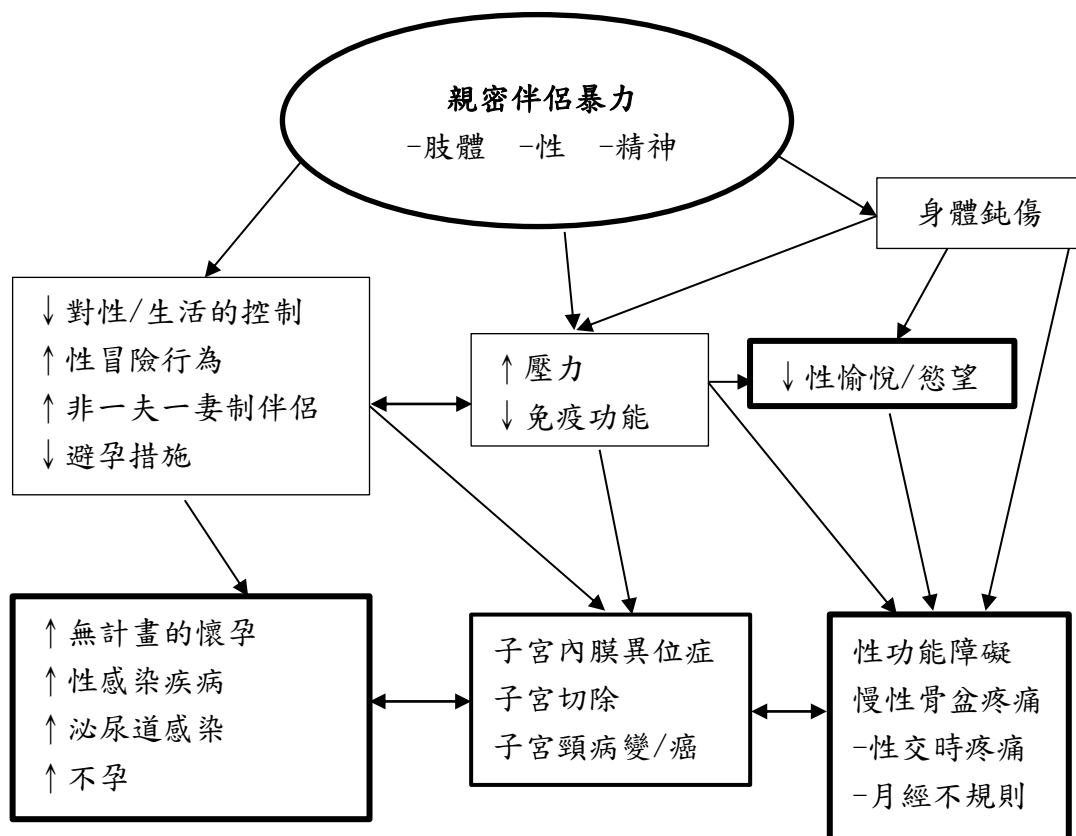 親密伴侶暴力
-肢體 -性 -精神
身體鈍傷
↓對性/生活的控制
↑性冒險行為
↑非一夫一妻制伴侶
↓避孕措施
↑壓力
↓免疫功能
↓性愉悅/慾望
↑無計畫的懷孕
↑性感染疾病
↑泌尿道感染
↑不孕
子宮內膜異位症
子宮切除
子宮頸病變/癌
性功能障礙
慢性骨盆疼痛
-性交時疼痛
-月經不規則